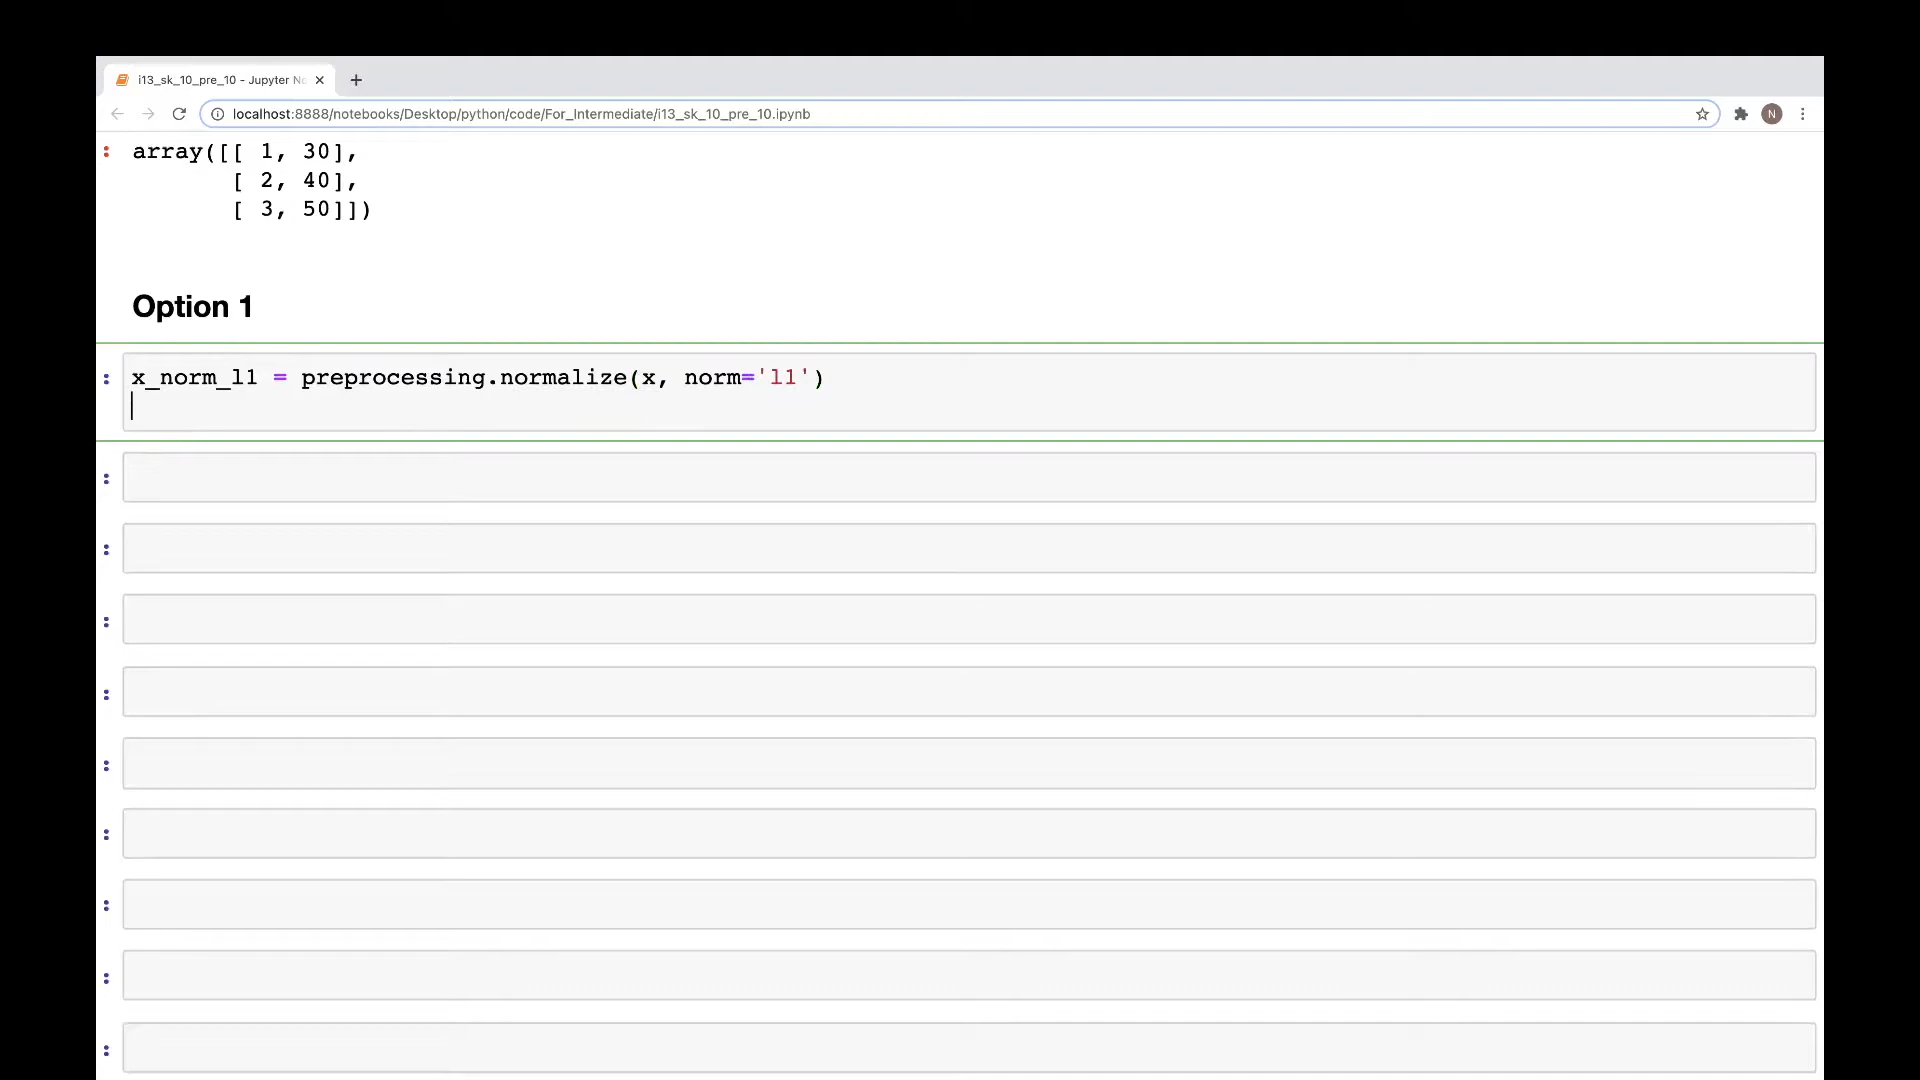 i13_sk_10_pre_10 - Jupyter No
localhost:8888/notebooks/Desktop/python/code/For_Intermediate/i13_sk_10_pre_10.ipynb
N
: array([[ 1, 30],
[ 2, 40],
[ 3, 50]])
Option 1
: x_norm_l1 = preprocessing.normalize(x, norm='l1')
:
:
:
:
:
:
:
:
: